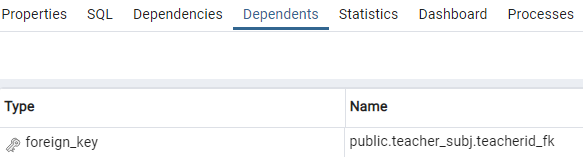 Properties SQL Dependencies Dependents Statistics Dashboard Processes
Type Name
foreign_key public.teacher_subj.teacherid_fk